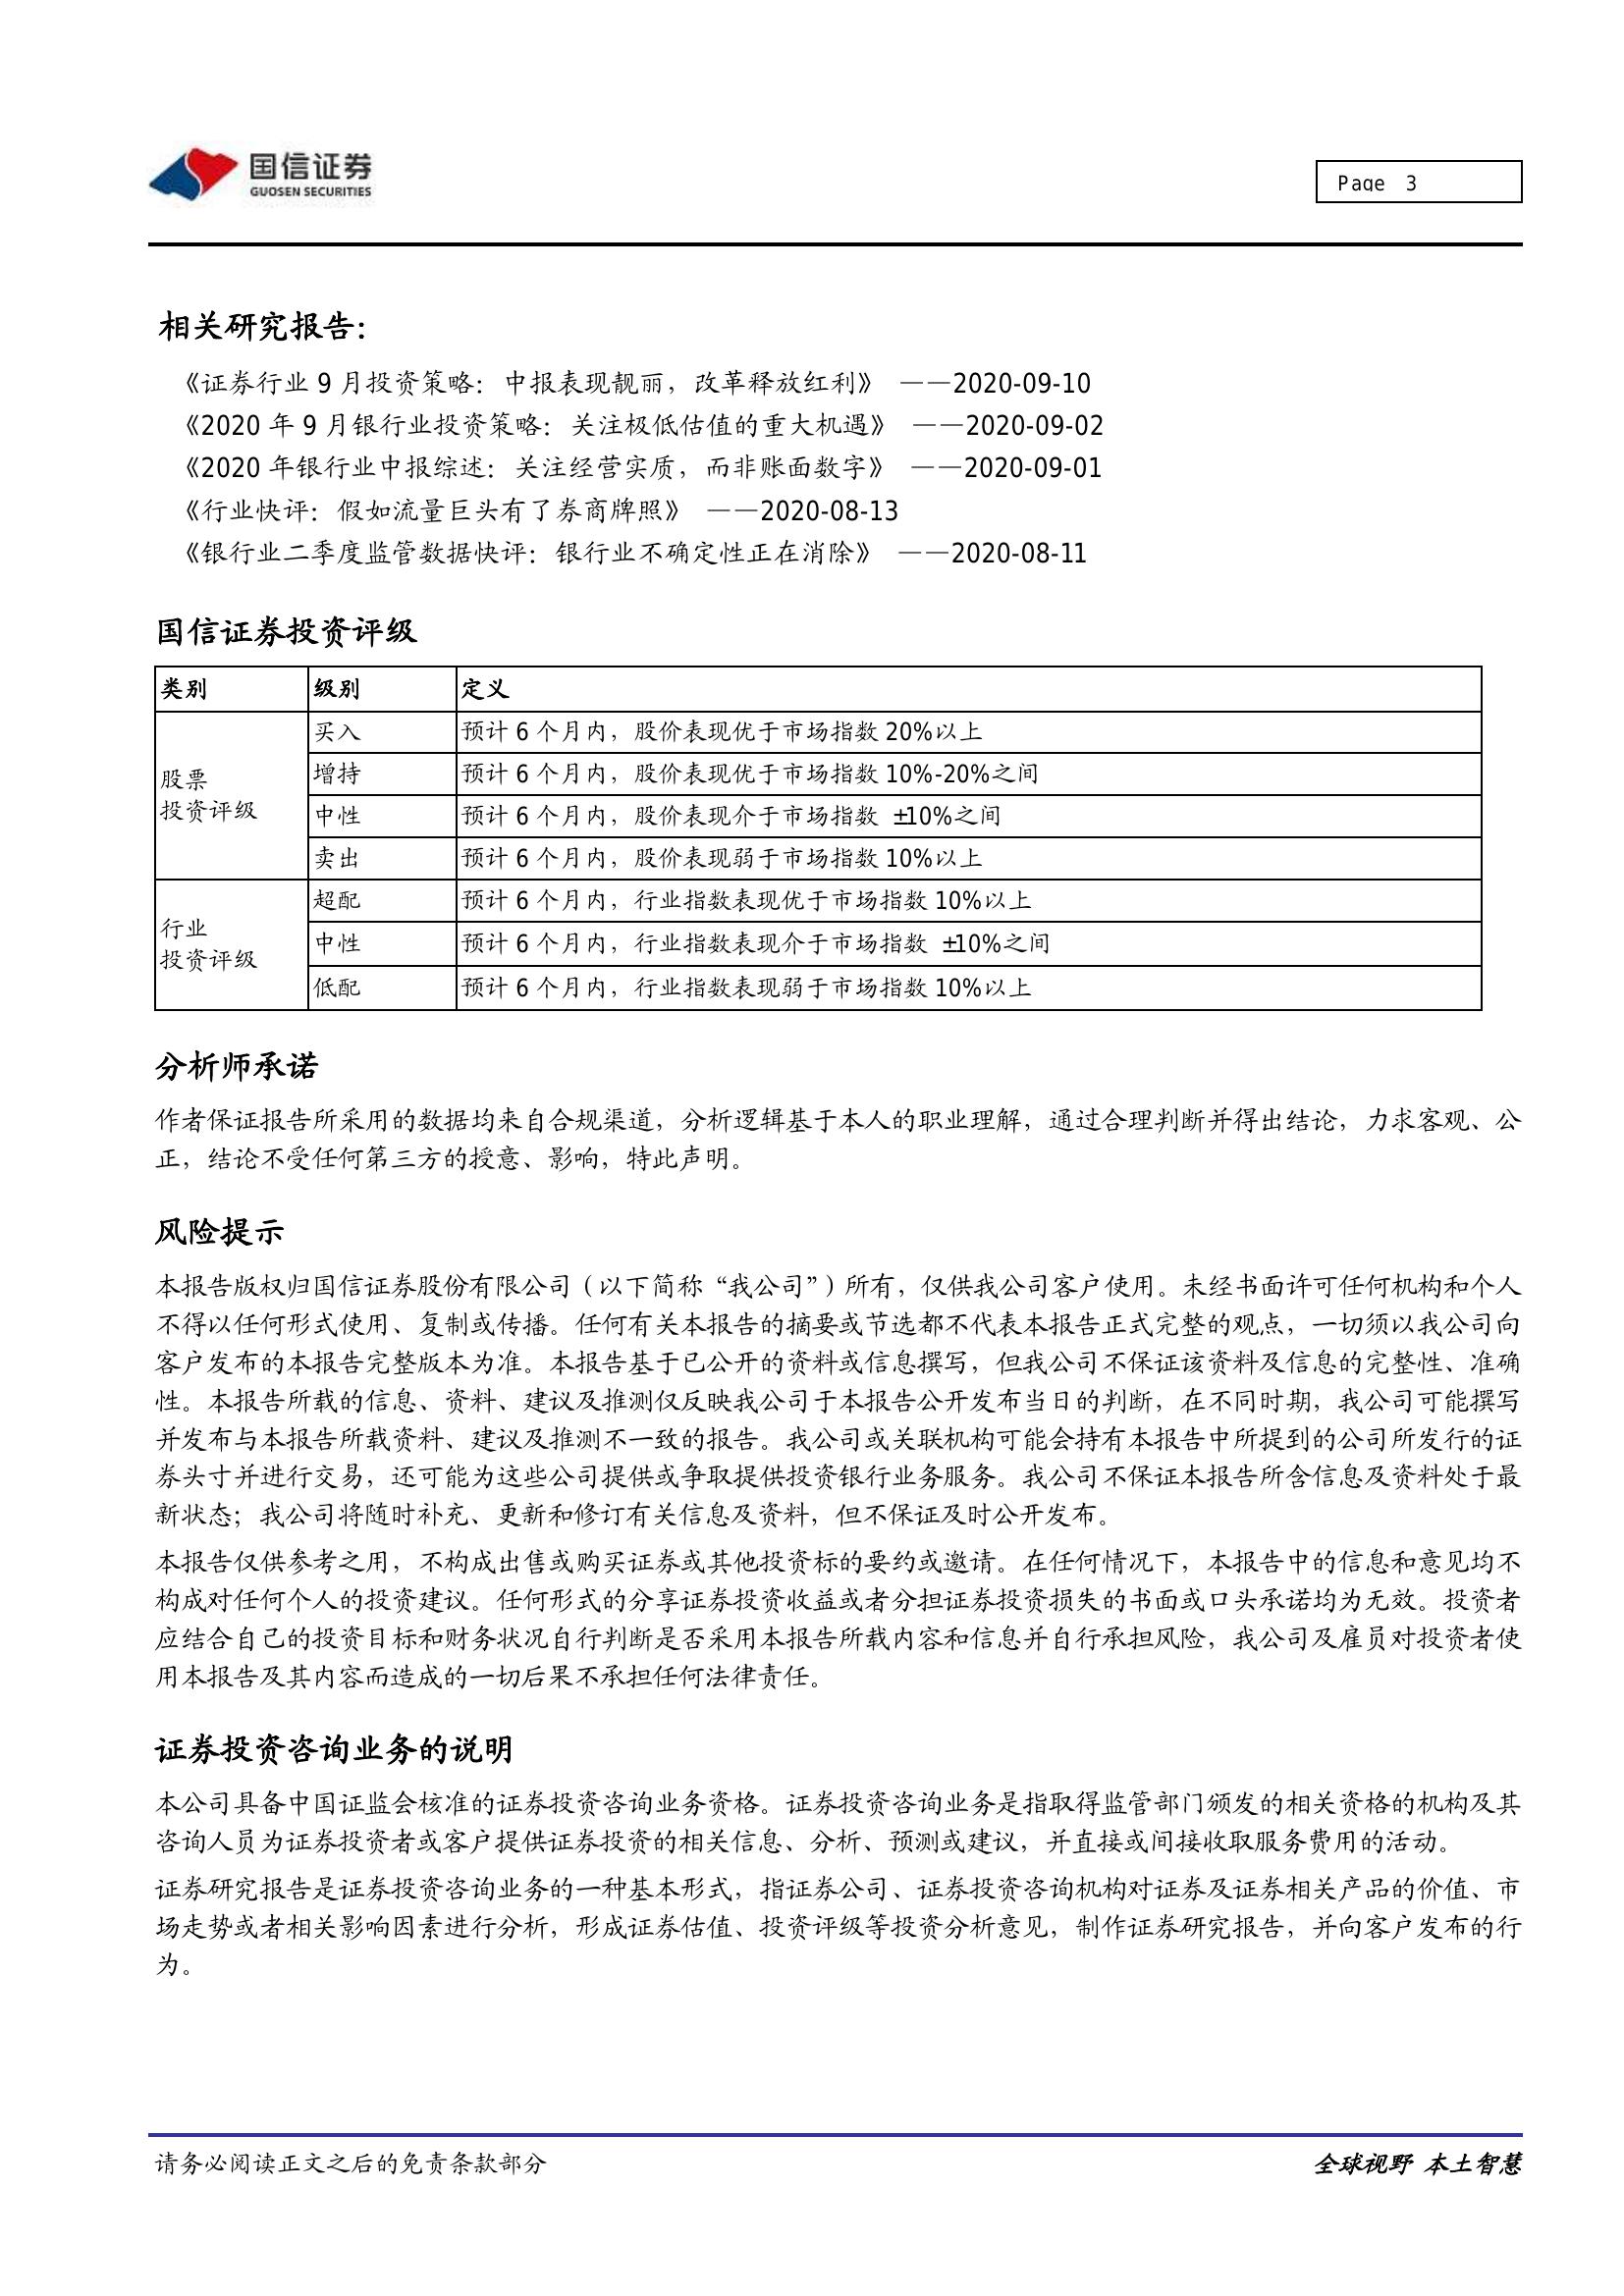 国信证券
GUOSEN SECURITIES
Page 3
相关研究报告：
《证券行业 9 月投资策略：中报表现靓丽，改革释放红利》 ——2020-09-10
《2020 年 9 月银行业投资策略：关注极低估值的重大机遇》 ——2020-09-02
《2020 年银行业中报综述：关注经营实质，而非账面数字》 ——2020-09-01
《行业快评：假如流量巨头有了券商牌照》 ——2020-08-13
《银行业二季度监管数据快评：银行业不确定性正在消除》 ——2020-08-11
国信证券投资评级
类别 级别 定义
股票
投资评级
买入 预计 6 个月内，股价表现优于市场指数 20%以上
增持 预计 6 个月内，股价表现优于市场指数 10%-20%之间
中性 预计 6 个月内，股价表现介于市场指数 ±10%之间
卖出 预计 6 个月内，股价表现弱于市场指数 10%以上
行业
投资评级
超配 预计 6 个月内，行业指数表现优于市场指数 10%以上
中性 预计 6 个月内，行业指数表现介于市场指数 ±10%之间
低配 预计 6 个月内，行业指数表现弱于市场指数 10%以上
分析师承诺
作者保证报告所采用的数据均来自合规渠道，分析逻辑基于本人的职业理解，通过合理判断并得出结论，力求客观、公
正，结论不受任何第三方的授意、影响，特此声明。
风险提示
本报告版权归国信证券股份有限公司（以下简称“我公司”）所有，仅供我公司客户使用。未经书面许可任何机构和个人
不得以任何形式使用、复制或传播。任何有关本报告的摘要或节选都不代表本报告正式完整的观点，一切须以我公司向
客户发布的本报告完整版本为准。本报告基于已公开的资料或信息撰写，但我公司不保证该资料及信息的完整性、准确
性。本报告所载的信息、资料、建议及推测仅反映我公司于本报告公开发布当日的判断，在不同时期，我公司可能撰写
并发布与本报告所载资料、建议及推测不一致的报告。我公司或关联机构可能会持有本报告中所提到的公司所发行的证
券头寸并进行交易，还可能为这些公司提供或争取提供投资银行业务服务。我公司不保证本报告所含信息及资料处于最
新状态；我公司将随时补充、更新和修订有关信息及资料，但不保证及时公开发布。
本报告仅供参考之用，不构成出售或购买证券或其他投资标的要约或邀请。在任何情况下，本报告中的信息和意见均不
构成对任何个人的投资建议。任何形式的分享证券投资收益或者分担证券投资损失的书面或口头承诺均为无效。投资者
应结合自己的投资目标和财务状况自行判断是否采用本报告所载内容和信息并自行承担风险，我公司及雇员对投资者使
用本报告及其内容而造成的一切后果不承担任何法律责任。
证券投资咨询业务的说明
本公司具备中国证监会核准的证券投资咨询业务资格。证券投资咨询业务是指取得监管部门颁发的相关资格的机构及其
咨询人员为证券投资者或客户提供证券投资的相关信息、分析、预测或建议，并直接或间接收取服务费用的活动。
证券研究报告是证券投资咨询业务的一种基本形式，指证券公司、证券投资咨询机构对证券及证券相关产品的价值、市
场走势或者相关影响因素进行分析，形成证券估值、投资评级等投资分析意见，制作证券研究报告，并向客户发布的行
为。
请务必阅读正文之后的免责条款部分
全球视野 本土智慧